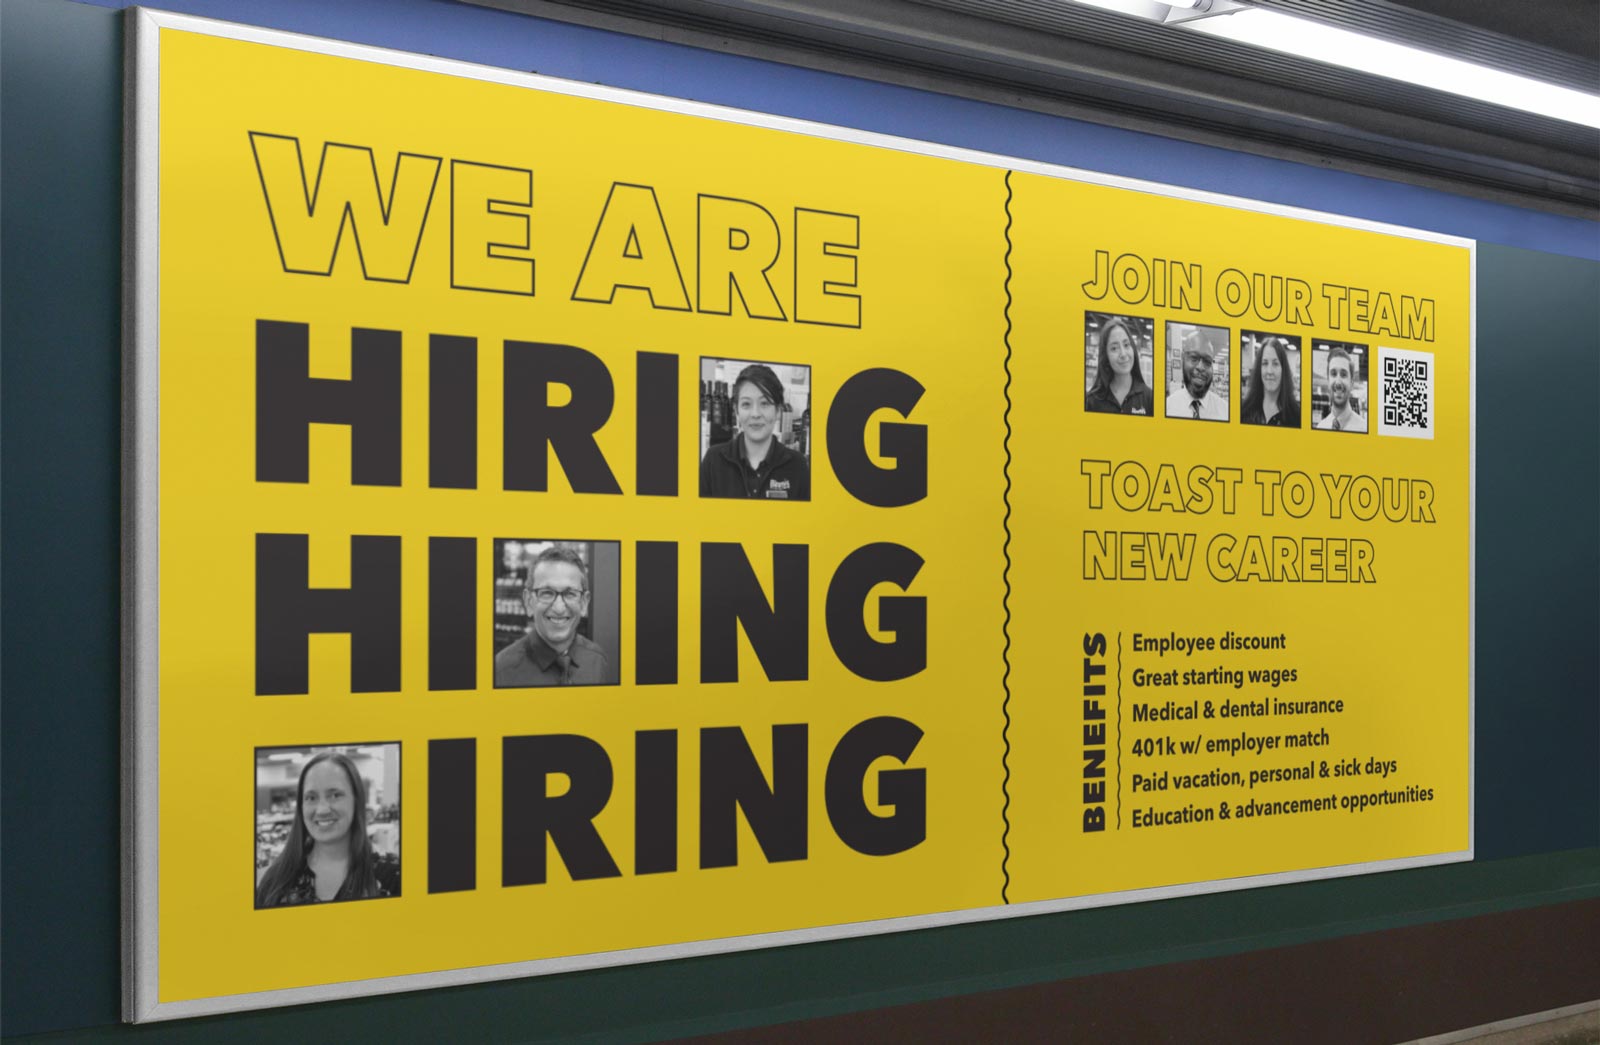 WE ARE
HIRI G
Binny's
HI ING
IRING
JOIN OUR TEAM
TOAST TO YOUR
NEW CAREER
BENEFITS
Employee discount
Great starting wages
Medical & dental insurance
401k w/ employer match
Paid vacation, personal & sick days
Education & advancement opportunities